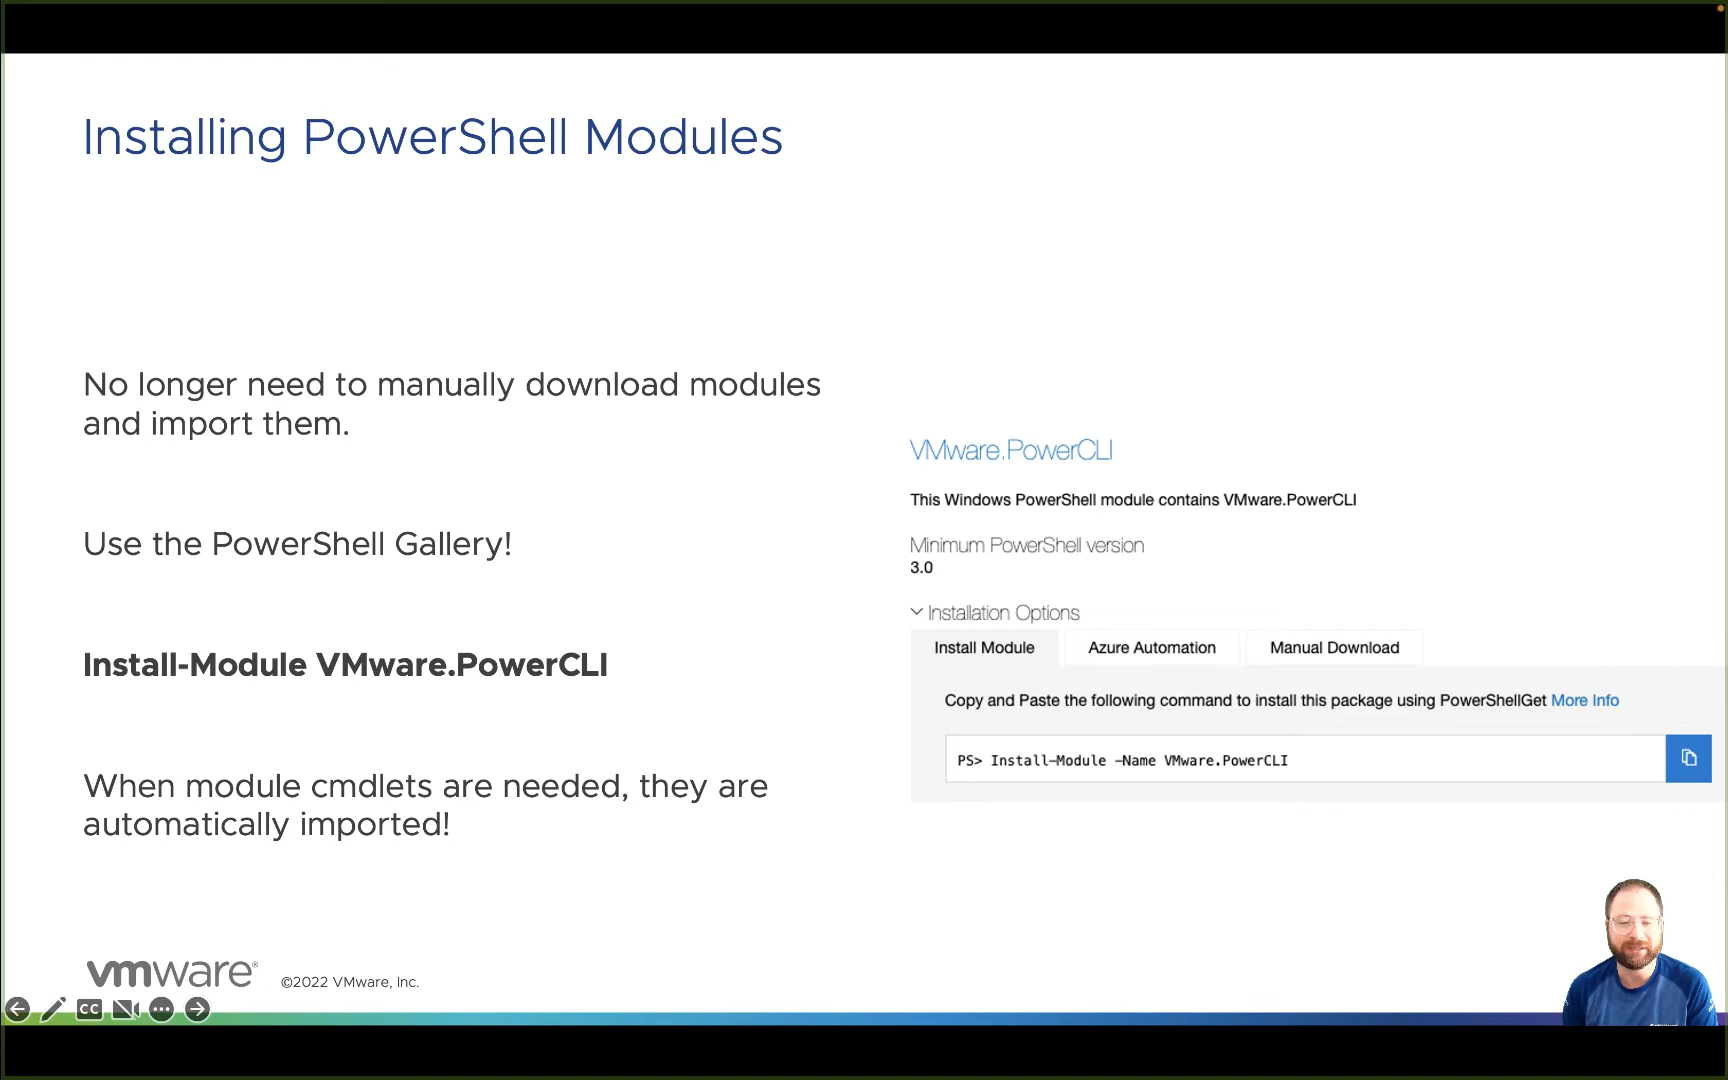 Installing PowerShell Modules
No longer need to manually download modules
and import them.
Use the PowerShell Gallery!
Install-Module VMware.PowerCLI
When module cmdlets are needed, they are
automatically imported!
VMware.PowerCLI
This Windows PowerShell module contains VMware.PowerCLI
Minimum PowerShell version
3.0
Installation Options
Install Module Azure Automation Manual Download
Copy and Paste the following command to install this package using PowerShellGet More Info
PS> Install-Module -Name VMware.PowerCLI
vmware® ©2022 VMware, Inc.
CC